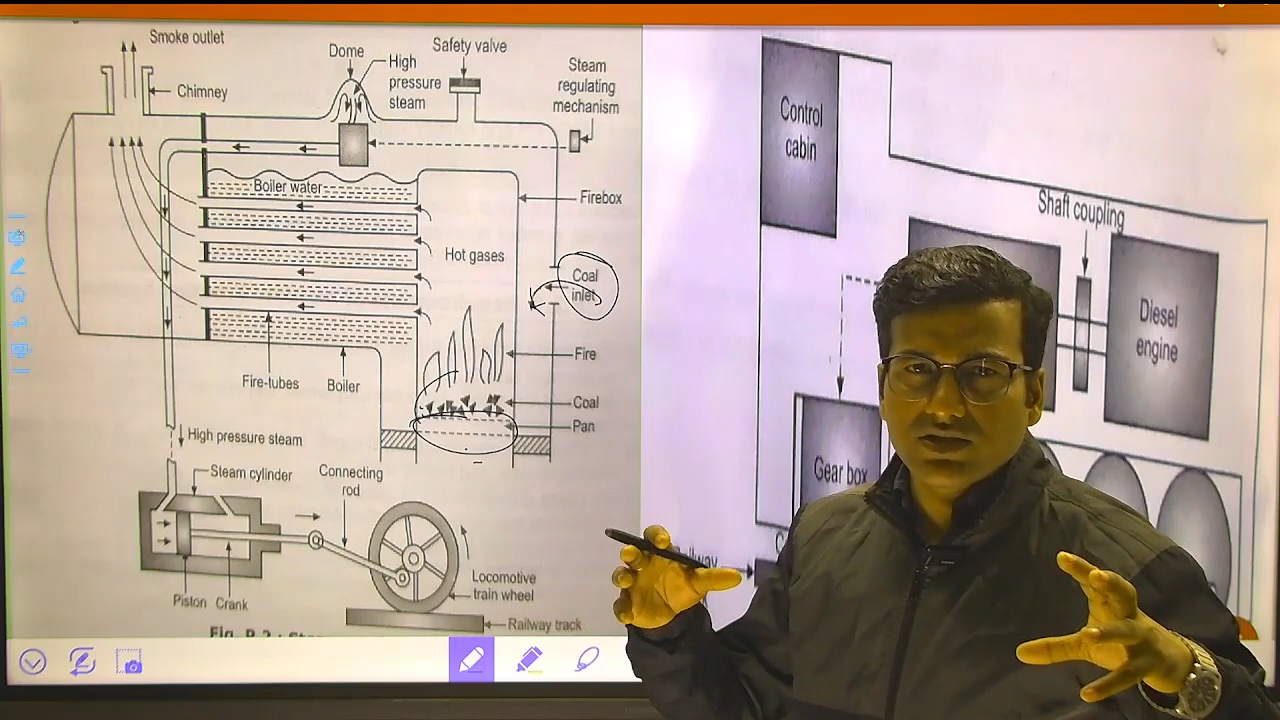 Smoke outlet
Chimney
Dome
High
pressure
steam
Safety valve
Steam
regulating
mechanism
Boiler water
Firebox
Hot gases
Coal
inlet
Fire
Coal
Pan
Fire-tubes
Boiler
High pressure steam
Steam cylinder
Connecting
rod
Locomotive
train wheel
Piston
Crank
Railway track
Control
cabin
Shaft coupling
Diesel
engine
Gear box